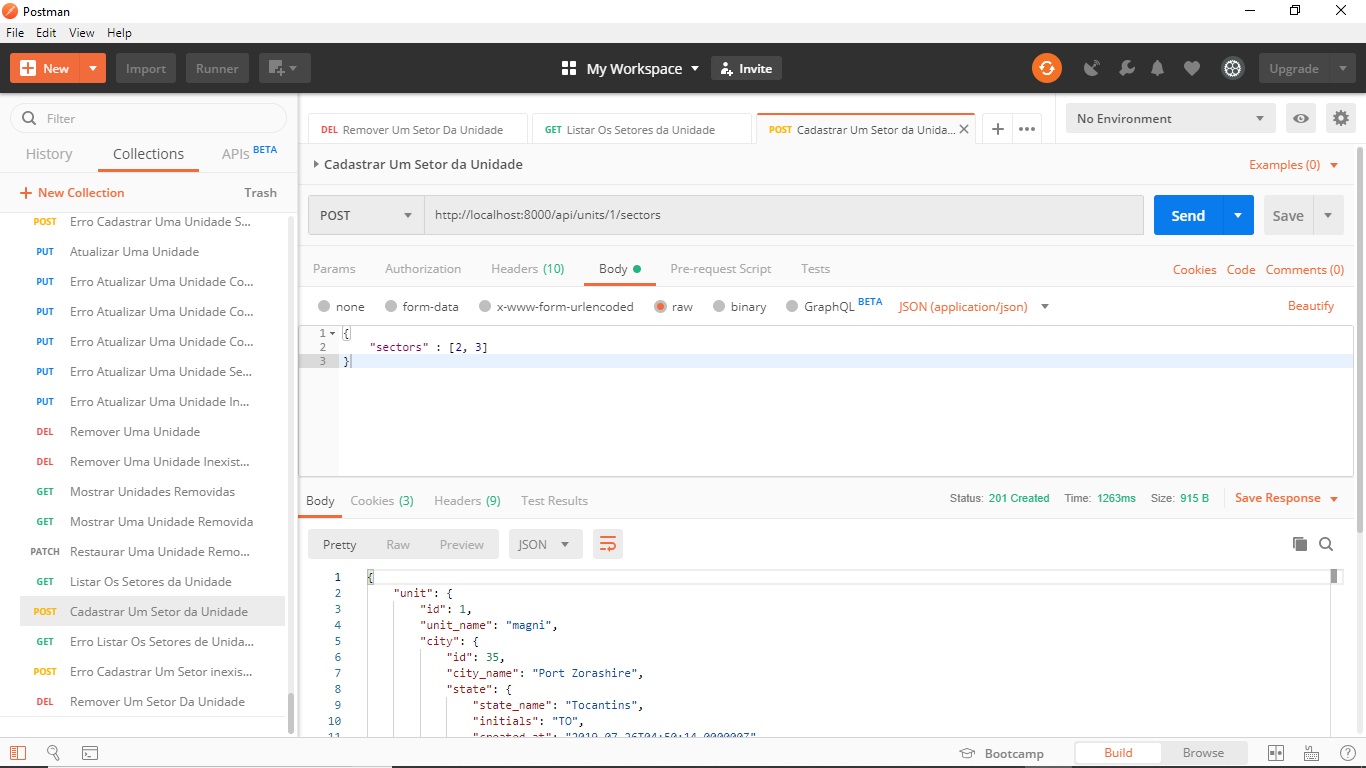 Postman
File Edit View Help
New Import Runner My Workspace Invite Upgrade
Filter
History Collections APIs BETA
New Collection Trash
POST Erro Cadastrar Uma Unidade S...
PUT Atualizar Uma Unidade
PUT Erro Atualizar Uma Unidade Co...
PUT Erro Atualizar Uma Unidade Co...
PUT Erro Atualizar Uma Unidade Co...
PUT Erro Atualizar Uma Unidade Se...
PUT Erro Atualizar Uma Unidade In...
DEL Remover Uma Unidade
DEL Remover Uma Unidade Inexist...
GET Mostrar Unidades Removidas
GET Mostrar Uma Unidade Removida
PATCH Restaurar Uma Unidade Remo...
GET Listar Os Setores da Unidade
POST Cadastrar Um Setor da Unidade
GET Erro Listar Os Setores de Unida...
POST Erro Cadastrar Um Setor inexis...
DEL Remover Um Setor Da Unidade
DEL Remover Um Setor Da Unidade GET Listar Os Setores da Unidade POST Cadastrar Um Setor da Unida... No Environment
Cadastrar Um Setor da Unidade Examples (0)
POST http://localhost:8000/api/units/1/sectors Send Save
Params Authorization Headers (10) Body Pre-request Script Tests Cookies Code Comments (0)
none form-data x-www-form-urlencoded raw binary GraphQL BETA JSON (application/json) Beautify
1 {
2 "sectors" : [2, 3]
3 }
Body Cookies (3) Headers (9) Test Results Status: 201 Created Time: 1263ms Size: 915 B Save Response
Pretty Raw Preview JSON
1 {
2 "unit": {
3 "id": 1,
4 "unit_name": "magni",
5 "city": {
6 "id": 35,
7 "city_name": "Port Zorashire",
8 "state": {
9 "state_name": "Tocantins",
10 "initials": "TO",
11 "created_at": "2019-07-26T04:50:14.000000Z"
Bootcamp Build Browse